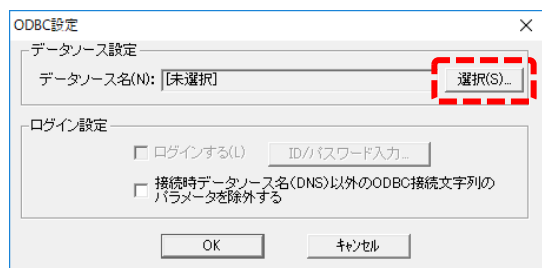 ODBC設定
データソース設定
データソース名(N): [未選択] 選択(S)...
ログイン設定
ログインする(L) ID/パスワード入力...
接続時データソース名(DNS)以外のODBC接続文字列の
パラメータを除外する
OK キャンセル